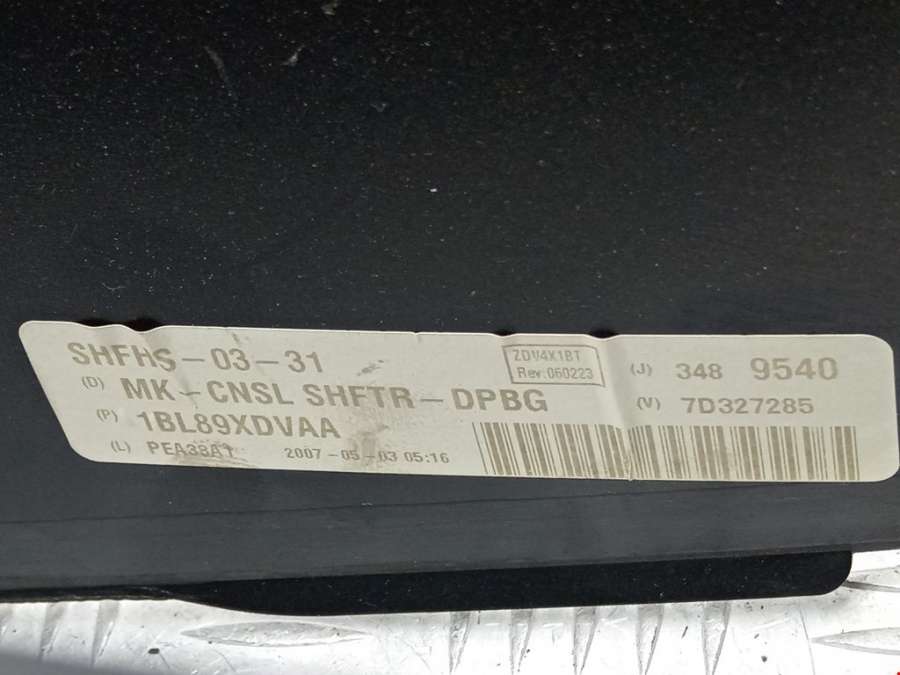 SHFHS-03-31
ZDV4X1BT
Rev:060223
(J) 348 9540
(D) MK-CNSL SHFTR-DPBG
(V) 7D327285
(P) 1BL89XDVAA
(L) PEA38A1 2007-05-03 05:16